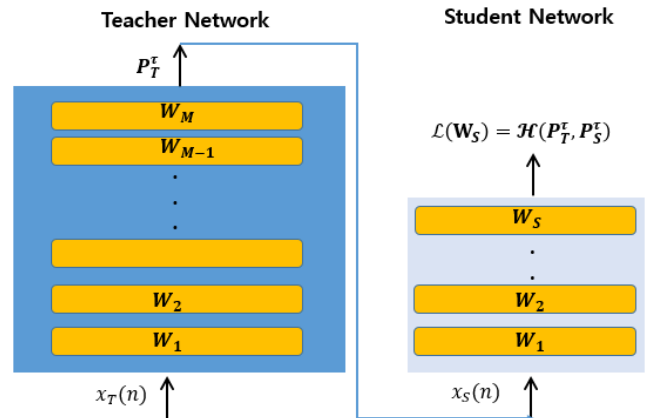 Teacher Network
P_T^τ
W_M
W_{M−1}
W_2
W_1
x_T(n)
Student Network
ℒ(W_S) = ℋ(P_T^τ, P_S^τ)
W_S
W_2
W_1
x_S(n)